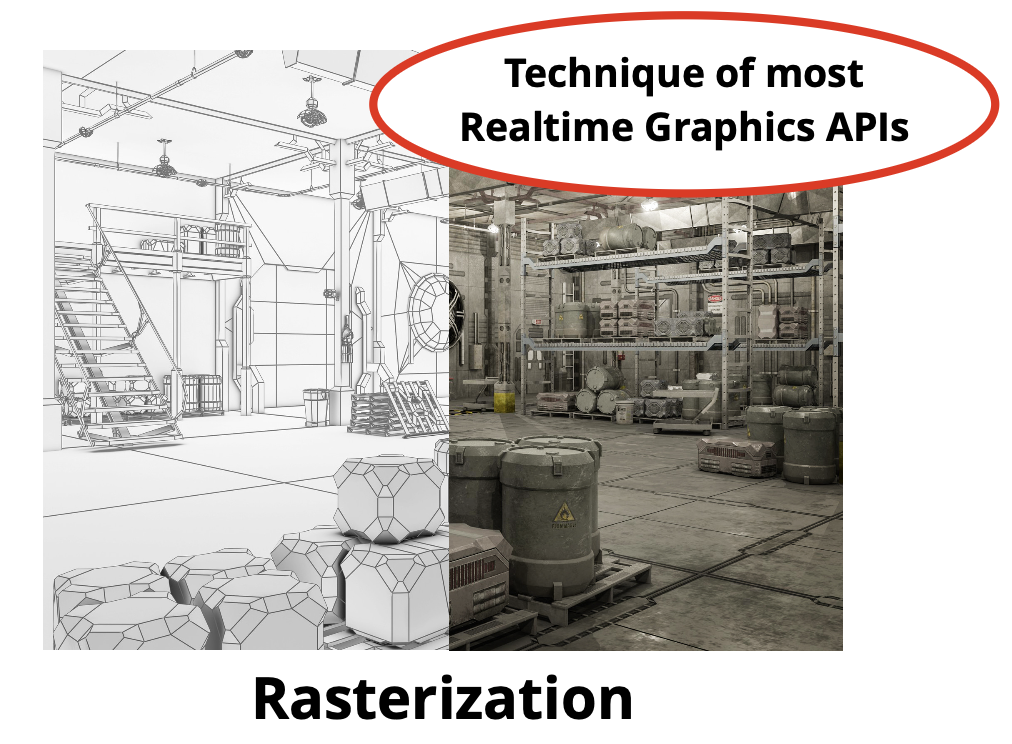 Technique of most
Realtime Graphics APIs
Rasterization